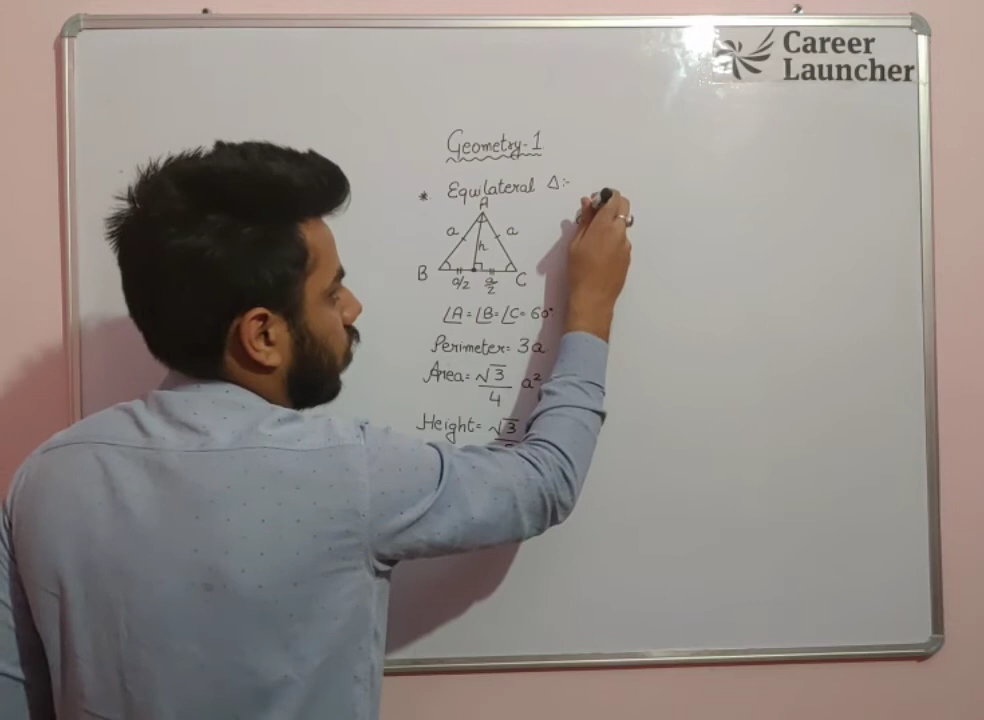 Career
Launcher
Geometry-1
* Equilateral Δ:-
A
a a
h
B a/2 a/2 C
∠A = ∠B = ∠C = 60°
Perimeter = 3a
Area = √3/4 a²
Height = √3